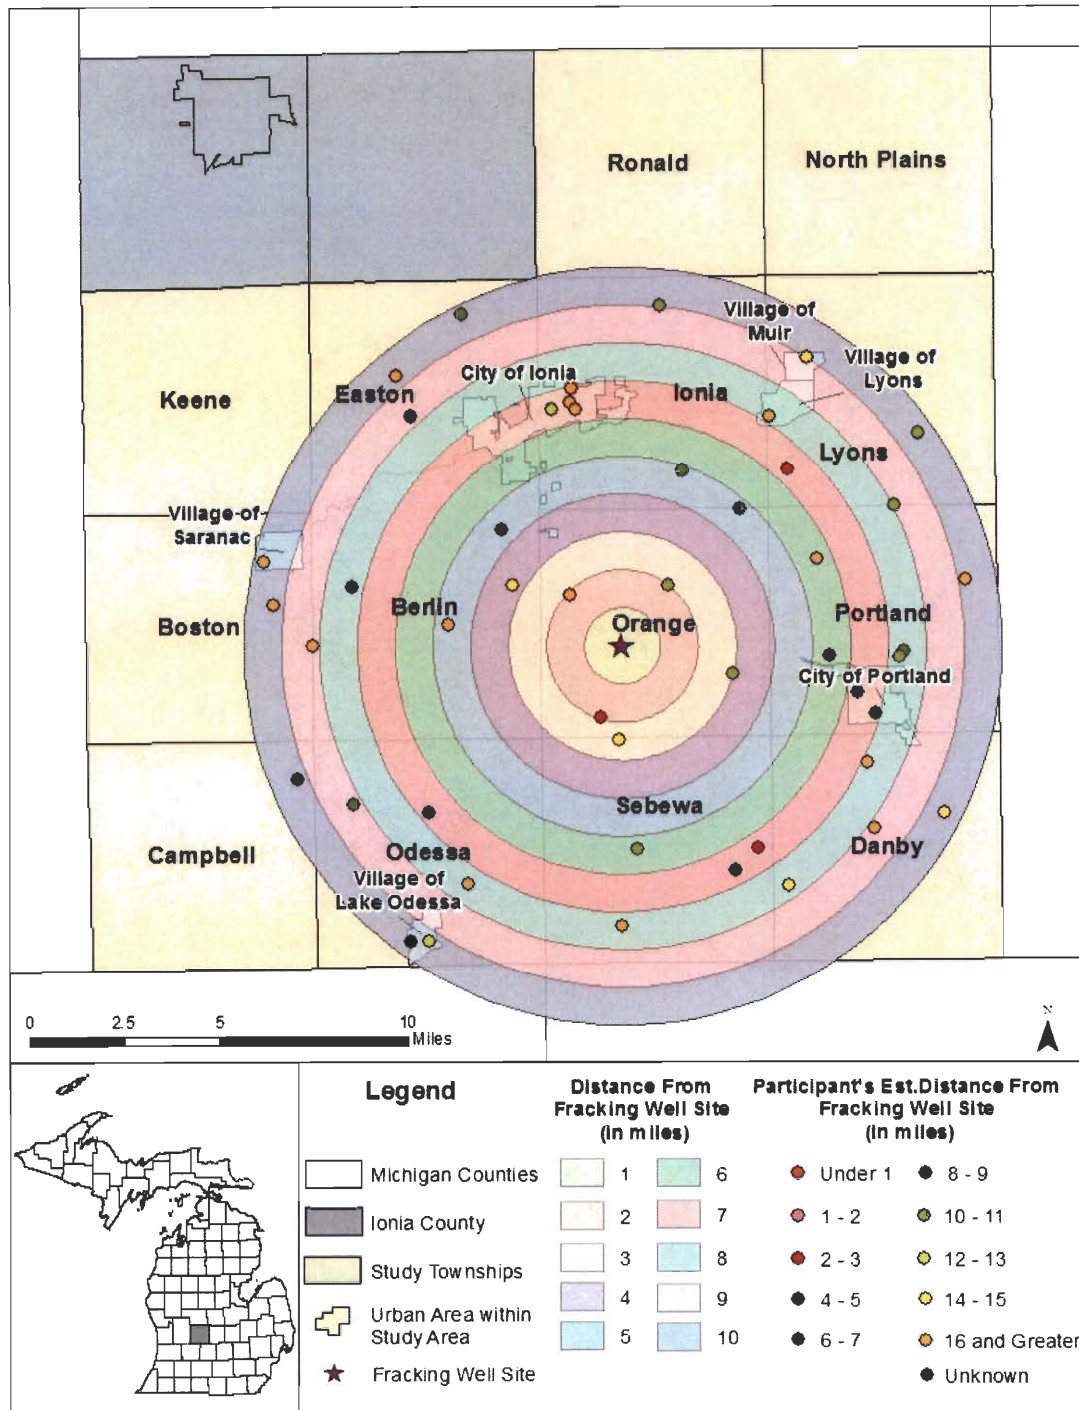 Ronald
North Plains
Village of
Muir
Village of
Lyons
City of Ionia
Keene
Easton
Ionia
Lyons
Village of
Saranac
Berlin
Boston
Orange
Portland
City of Portland
Sebewa
Campbell
Odessa
Danby
Village of
Lake Odessa
0 2.5 5 10
Miles
N
Legend
Michigan Counties
Ionia County
Study Townships
Urban Area within
Study Area
Fracking Well Site
Distance From
Fracking Well Site
(in miles)
1 6
2 7
3 8
4 9
5 10
Participant's Est.Distance From
Fracking Well Site
(in miles)
Under 1 8 - 9
1 - 2 10 - 11
2 - 3 12 - 13
4 - 5 14 - 15
6 - 7 16 and Greater
Unknown